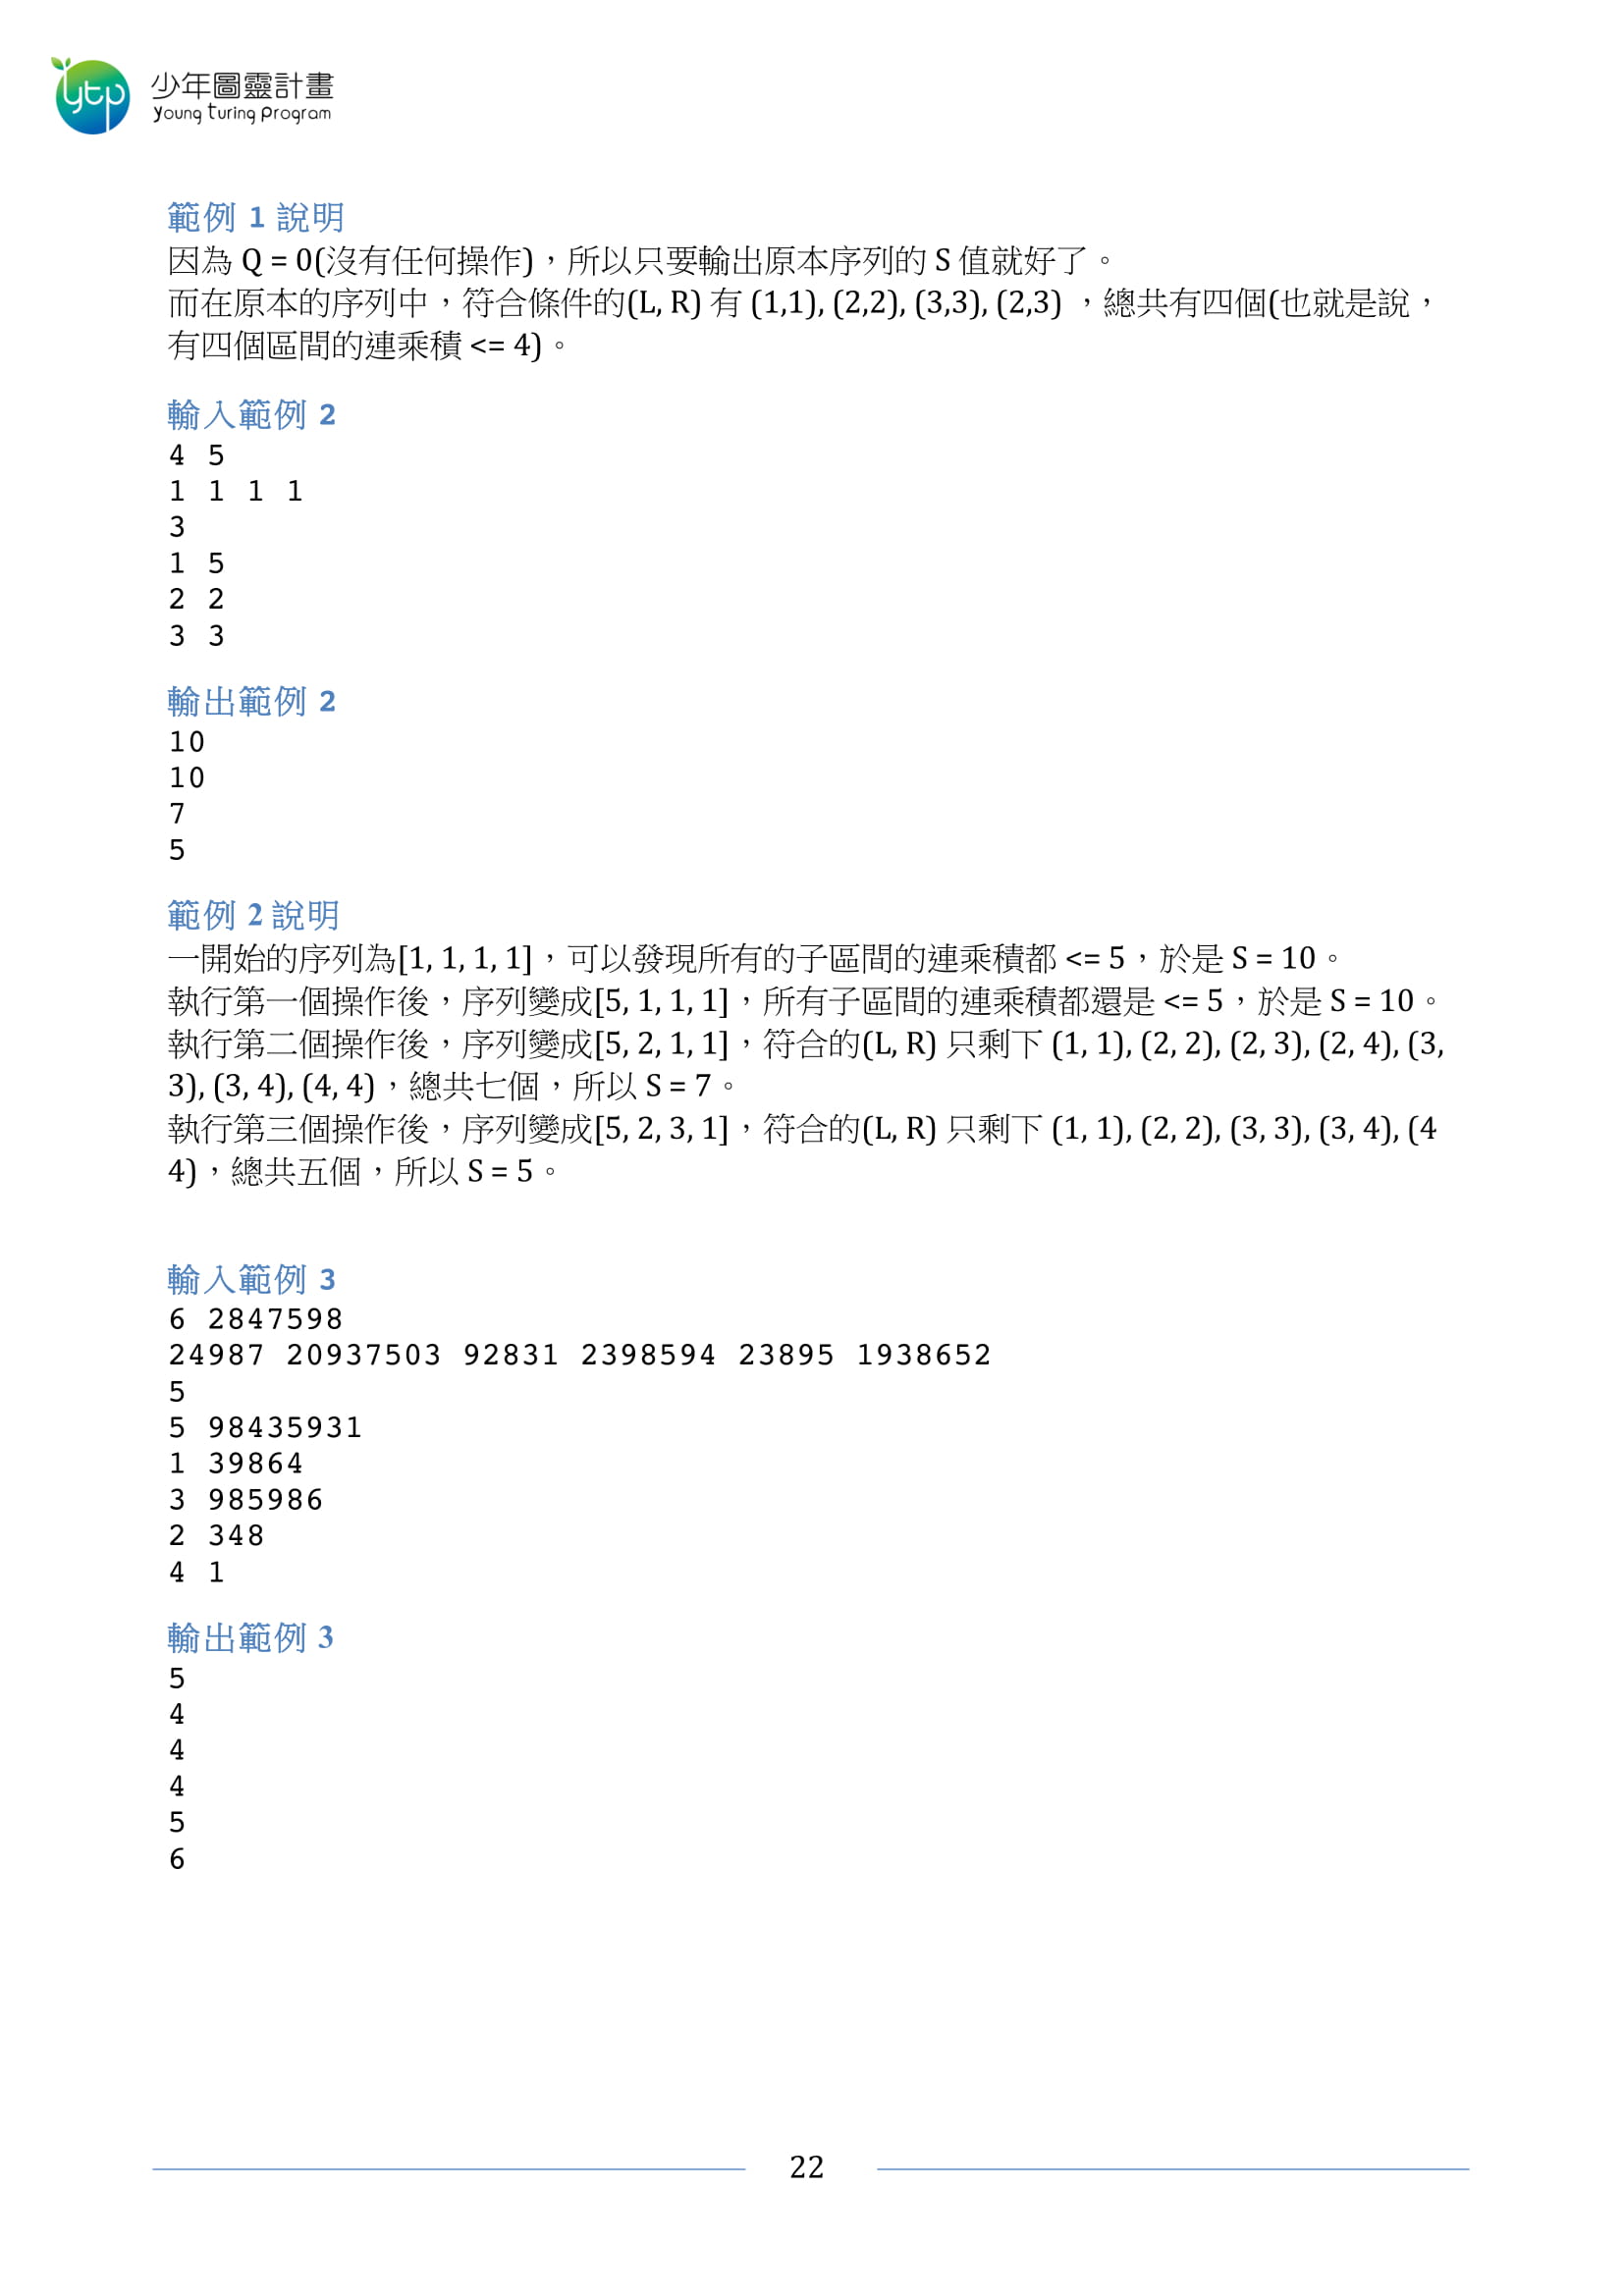 ytp 少年圖靈計畫
Young Turing Program
範例 1 說明
因為 Q = 0(沒有任何操作)，所以只要輸出原本序列的 S 值就好了。
而在原本的序列中，符合條件的(L, R) 有 (1,1), (2,2), (3,3), (2,3) ，總共有四個(也就是說，
有四個區間的連乘積 <= 4)。
輸入範例 2
4 5
1 1 1 1
3
1 5
2 2
3 3
輸出範例 2
10
10
7
5
範例 2 說明
一開始的序列為[1, 1, 1, 1]，可以發現所有的子區間的連乘積都 <= 5，於是 S = 10。
執行第一個操作後，序列變成[5, 1, 1, 1]，所有子區間的連乘積都還是 <= 5，於是 S = 10。
執行第二個操作後，序列變成[5, 2, 1, 1]，符合的(L, R) 只剩下 (1, 1), (2, 2), (2, 3), (2, 4), (3,
3), (3, 4), (4, 4)，總共七個，所以 S = 7。
執行第三個操作後，序列變成[5, 2, 3, 1]，符合的(L, R) 只剩下 (1, 1), (2, 2), (3, 3), (3, 4), (4
4)，總共五個，所以 S = 5。
輸入範例 3
6 2847598
24987 20937503 92831 2398594 23895 1938652
5
5 98435931
1 39864
3 985986
2 348
4 1
輸出範例 3
5
4
4
4
5
6
22